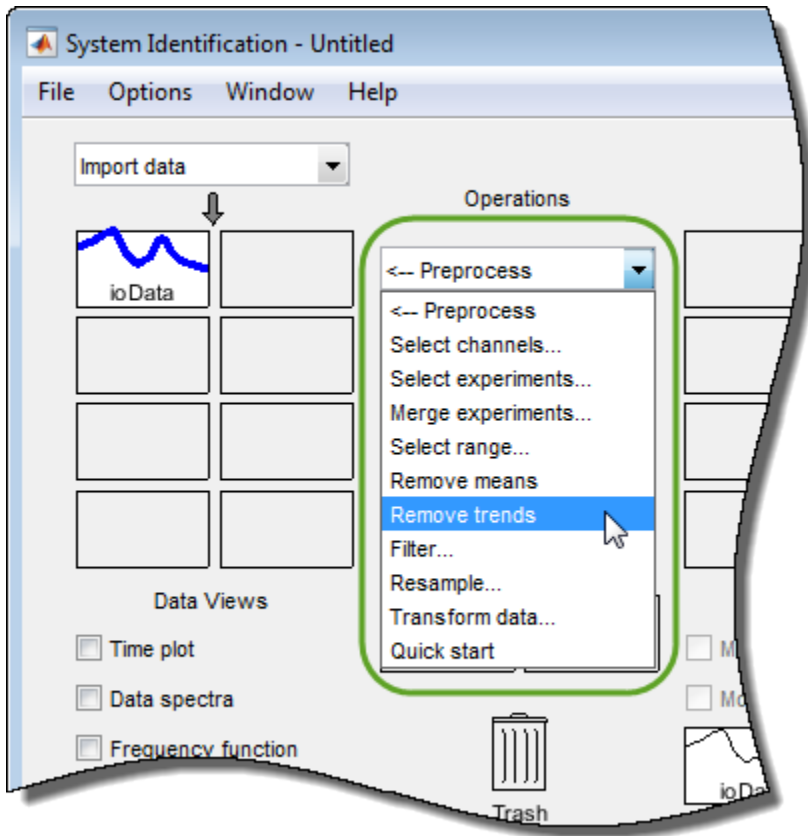 System Identification - Untitled
File Options Window Help
Import data
Operations
ioData
<-- Preprocess
<-- Preprocess
Select channels...
Select experiments...
Merge experiments...
Select range...
Remove means
Remove trends
Filter...
Resample...
Transform data...
Quick start
Data Views
Time plot
Data spectra
Frequency function
Trash